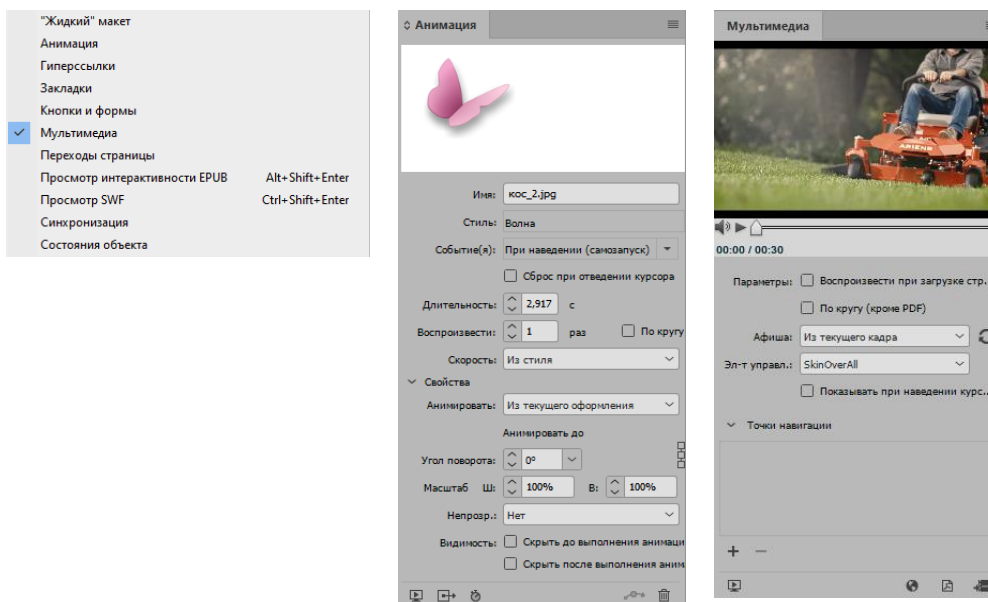 "Жидкий" макет
Анимация
Гиперссылки
Закладки
Кнопки и формы
Мультимедиа
Переходы страницы
Просмотр интерактивности EPUB Alt+Shift+Enter
Просмотр SWF Ctrl+Shift+Enter
Синхронизация
Состояния объекта
Анимация
Имя: кос_2.jpg
Стиль: Волна
Событие(я): При наведении (самозапуск)
Сброс при отведении курсора
Длительность: 2,917 с
Воспроизвести: 1 раз По кругу
Скорость: Из стиля
Свойства
Анимировать: Из текущего оформления
Анимировать до
Угол поворота: 0°
Масштаб Ш: 100% В: 100%
Непрозр.: Нет
Видимость: Скрыть до выполнения анимаци
Скрыть после выполнения аним
Мультимедиа
ARIENS
00:00 / 00:30
Параметры: Воспроизвести при загрузке стр..
По кругу (кроме PDF)
Афиша: Из текущего кадра
Эл-т управл.: SkinOverAll
Показывать при наведении курс..
Точки навигации